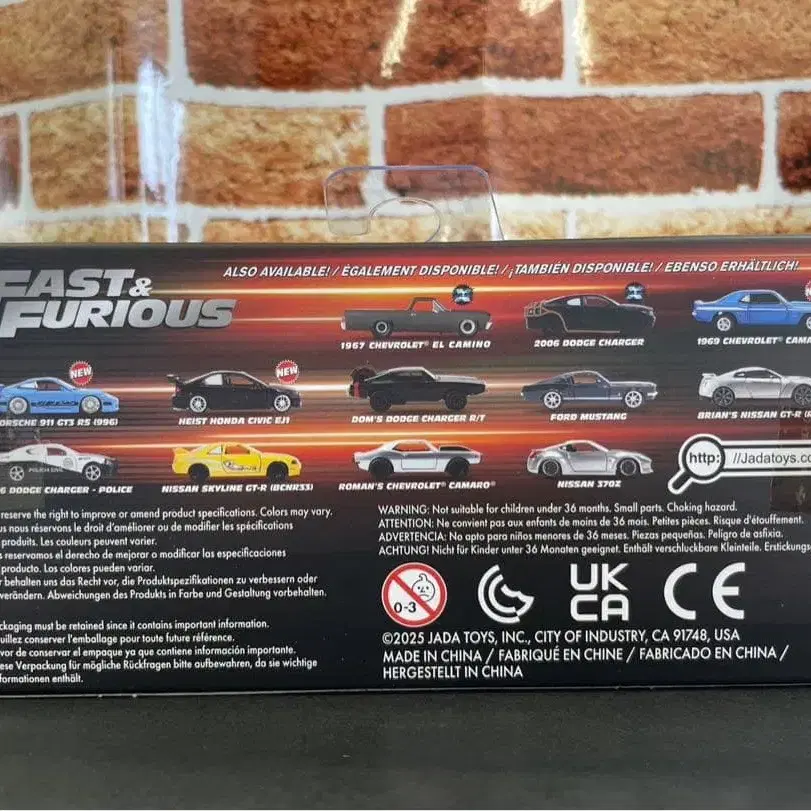 FAST &
FURIOUS
ALSO AVAILABLE! / ÉGALEMENT DISPONIBLE! / ¡TAMBIÉN DISPONIBLE! / EBENSO ERHÄLTLICH!
1967 CHEVROLET® EL CAMINO
2006 DODGE CHARGER
1969 CHEVROLET® CAMA
NEW
NEW
ORSCHE 911 GT3 RS (996)
HEIST HONDA CIVIC EJ1
DOM'S DODGE CHARGER R/T
FORD MUSTANG
BRIAN'S NISSAN GT-R (R
6 DODGE CHARGER - POLICE
NISSAN SKYLINE GT-R (BCNR33)
ROMAN'S CHEVROLET® CAMARO®
NISSAN 370Z
http: //Jadatoys.co
reserve the right to improve or amend product specifications. Colors may vary.
us nous réservons le droit d'améliorer ou de modifier les spécifications
produits. Les couleurs peuvent varier.
s reservamos el derecho de mejorar o modificar las especificaciones
producto. Los colores pueden variar.
r behalten uns das Recht vor, die Produktspezifikationen zu verbessern oder
verändern. Abweichungen des Produkts in Farbe und Gestaltung vorbehalten.
ckaging must be retained since it contains important information.
uillez conserver l'emballage pour toute future référence.
vor de conservar el empaque ya que contiene información importante.
ese Verpackung für mögliche Rückfragen bitte aufbewahren, da sie wichtige
formationen enthält.
WARNING: Not suitable for children under 36 months. Small parts. Choking hazard.
ATTENTION: Ne convient pas aux enfants de moins de 36 mois. Petites pièces. Risque d'étouffement.
ADVERTENCIA: No apto para niños menores de 36 meses. Piezas pequeñas. Peligro de asfixia.
ACHTUNG! Nicht für Kinder unter 36 Monaten geeignet. Enthält verschluckbare Kleinteile. Erstickungs
0-3
UK
CA
CE
©2025 JADA TOYS, INC., CITY OF INDUSTRY, CA 91748, USA
MADE IN CHINA / FABRIQUÉ EN CHINE / FABRICADO EN CHINA /
HERGESTELLT IN CHINA